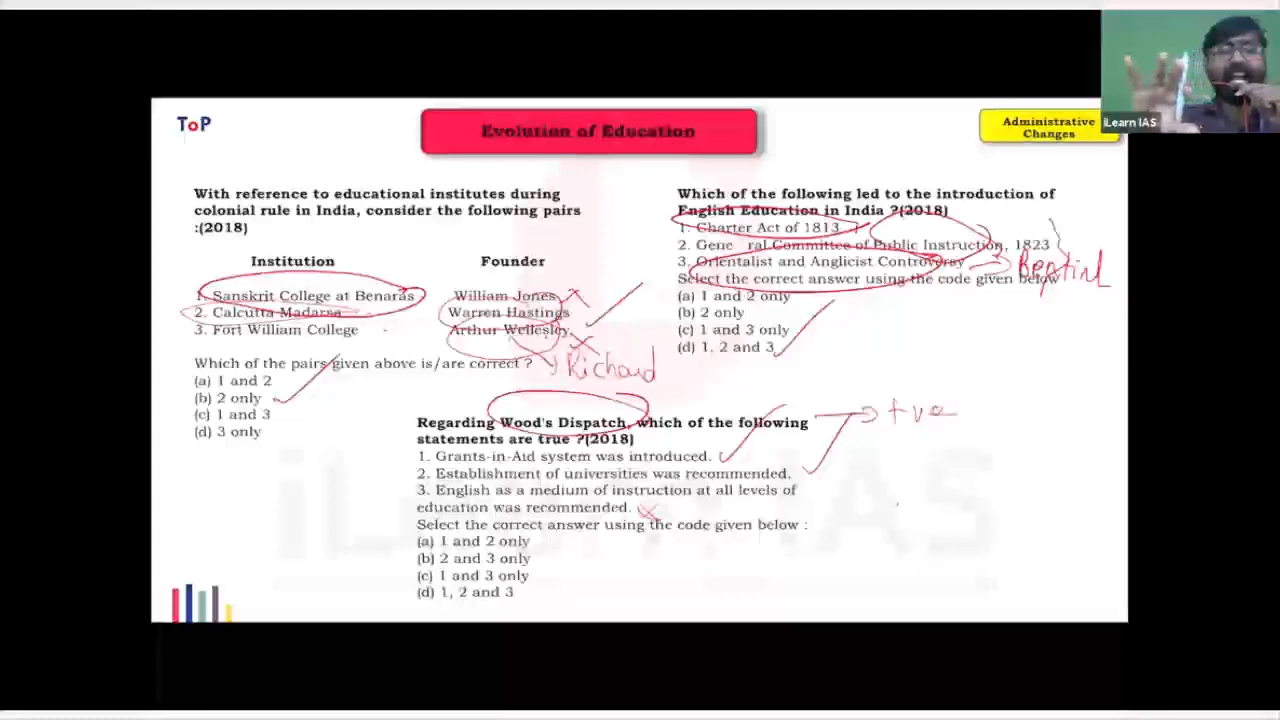 iLearn IAS
ToP
Evolution of Education
Administrative
Changes
With reference to educational institutes during
colonial rule in India, consider the following pairs
:(2018)
Institution Founder
1. Sanskrit College at Benaras William Jones
2. Calcutta Madarsa Warren Hastings
3. Fort William College Arthur Wellesley
Richard
Which of the pairs given above is/are correct ?
(a) 1 and 2
(b) 2 only
(c) 1 and 3
(d) 3 only
Which of the following led to the introduction of
English Education in India ?(2018)
1. Charter Act of 1813
2. Gene ral Committee of Public Instruction, 1823
3. Orientalist and Anglicist Controversy
Select the correct answer using the code given below
(a) 1 and 2 only
(b) 2 only
(c) 1 and 3 only
(d) 1, 2 and 3
Regarding Wood's Dispatch, which of the following
statements are true ?(2018)
+ve
1. Grants-in-Aid system was introduced.
2. Establishment of universities was recommended.
3. English as a medium of instruction at all levels of
education was recommended.
Select the correct answer using the code given below :
(a) 1 and 2 only
(b) 2 and 3 only
(c) 1 and 3 only
(d) 1, 2 and 3
iLearn IAS